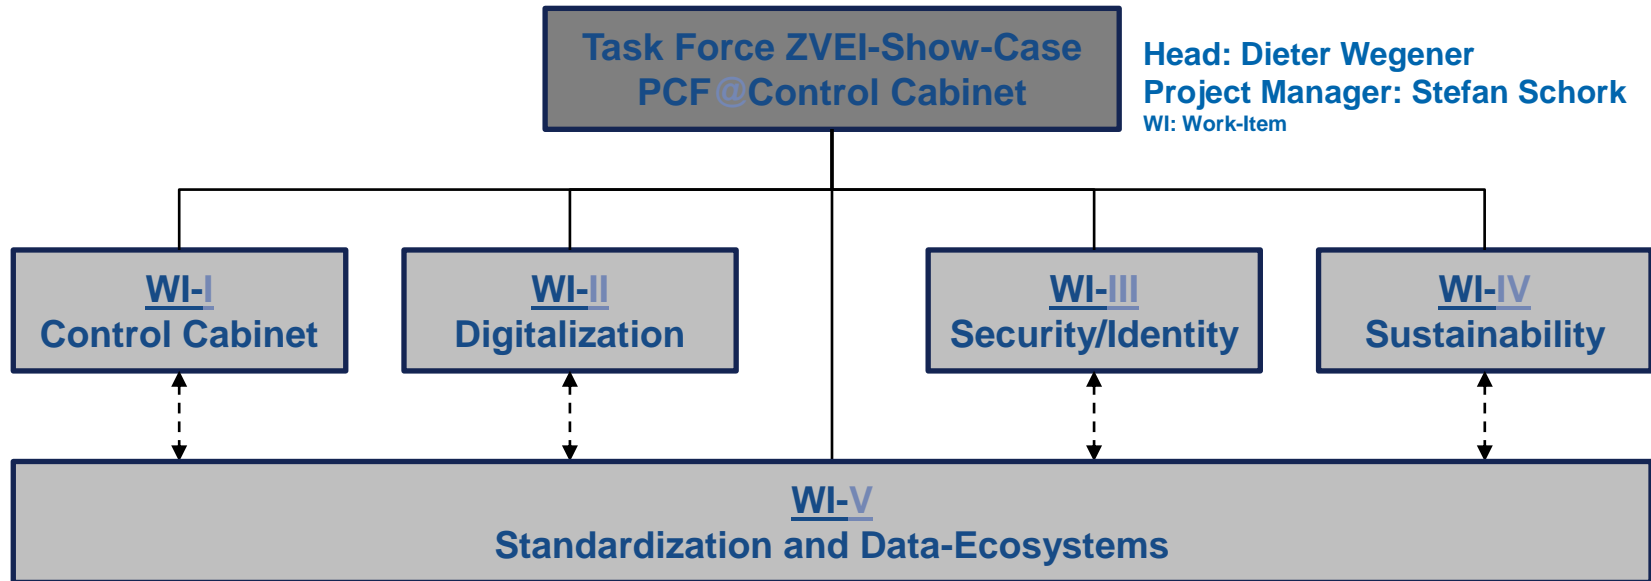 Task Force ZVEI-Show-Case
PCF@Control Cabinet
Head: Dieter Wegener
Project Manager: Stefan Schork
WI: Work-Item
WI-I
Control Cabinet
WI-II
Digitalization
WI-III
Security/Identity
WI-IV
Sustainability
WI-V
Standardization and Data-Ecosystems